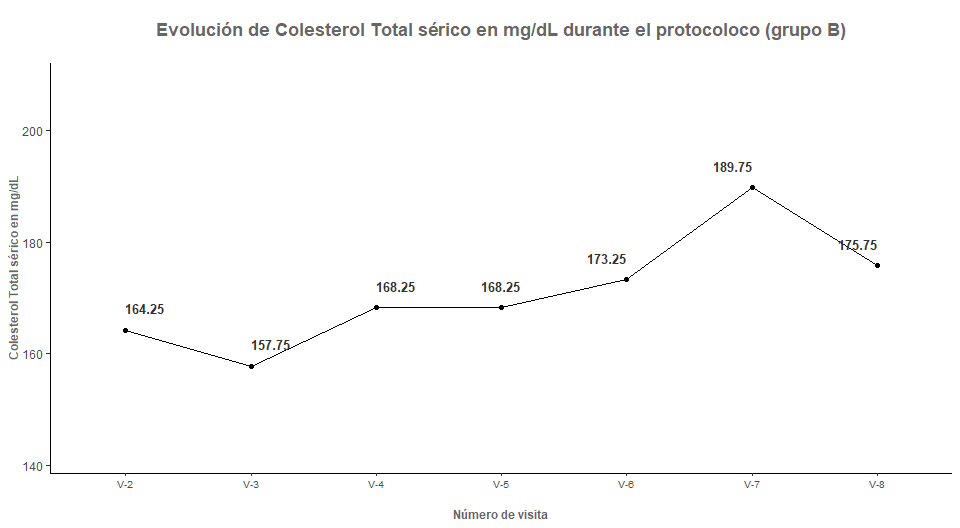 Evolución de Colesterol Total sérico en mg/dL durante el protocoloco (grupo B)
Colesterol Total sérico en mg/dL
200
180
160
140
164.25
157.75
168.25
168.25
173.25
189.75
175.75
V-2
V-3
V-4
V-5
V-6
V-7
V-8
Número de visita